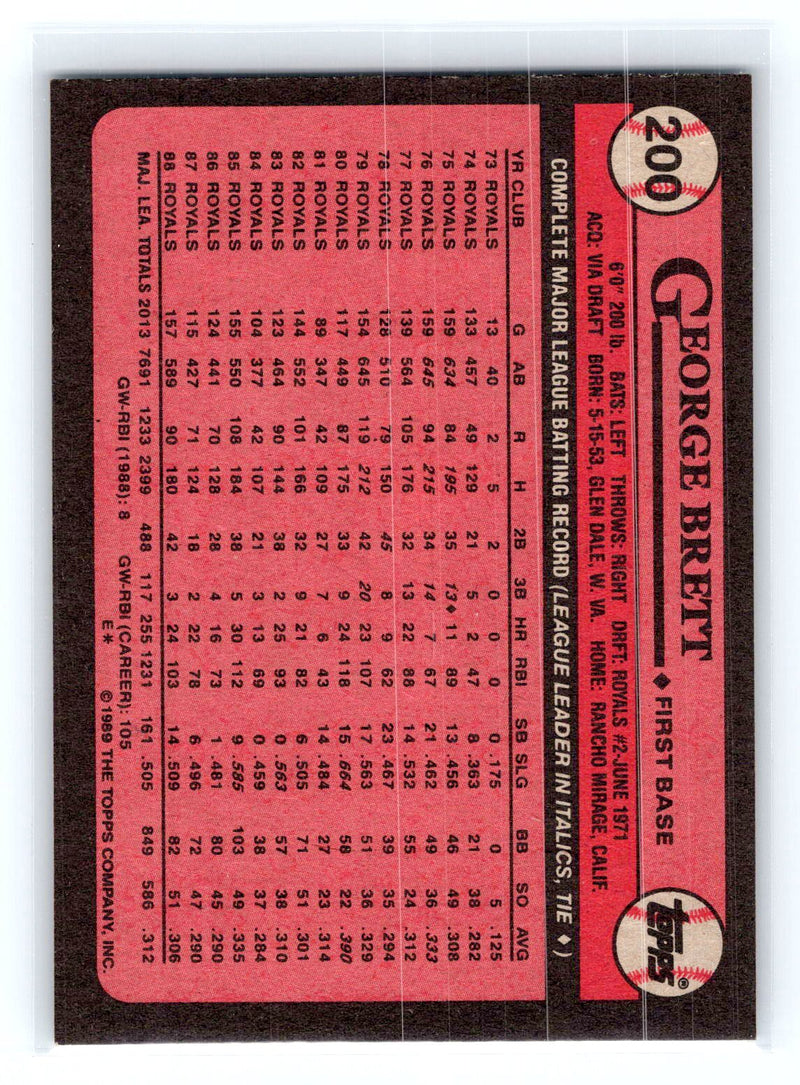 200 GEORGE BRETT ♦ FIRST BASE topps®
6'0" 200 lb. BATS: LEFT THROWS: RIGHT DRFT: ROYALS #2-JUNE 1971
ACQ: VIA DRAFT BORN: 5-15-53, GLEN DALE, W. VA. HOME: RANCHO MIRAGE, CALIF.
COMPLETE MAJOR LEAGUE BATTING RECORD (LEAGUE LEADER IN ITALICS, TIE ♦)
YR CLUB G AB R H 2B 3B HR RBI SB SLG BB SO AVG
73 ROYALS 13 40 2 5 2 0 0 0 0 .175 0 5 .125
74 ROYALS 133 457 49 129 21 5 2 47 8 .363 21 38 .282
75 ROYALS 159 634 84 195 35 13♦ 11 89 13 .456 46 49 .308
76 ROYALS 159 645 94 215 34 14 7 67 21 .462 49 36 .333
77 ROYALS 139 564 105 176 32 13 22 88 14 .532 55 24 .312
78 ROYALS 128 510 79 150 45 8 9 62 23 .467 39 35 .294
79 ROYALS 154 645 119 212 42 20 23 107 17 .563 51 36 .329
80 ROYALS 117 449 87 175 33 9 24 118 15 .664 58 22 .390
81 ROYALS 89 347 42 109 27 7 6 43 14 .484 27 23 .314
82 ROYALS 144 552 101 166 32 9 21 82 6 .505 71 51 .301
83 ROYALS 123 464 90 144 38 2 25 93 0 .563 57 38 .310
84 ROYALS 104 377 42 107 21 3 13 69 0 .459 38 37 .284
85 ROYALS 155 550 108 184 38 5 30 112 9 .585 103 49 .335
86 ROYALS 124 441 70 128 28 4 16 73 1 .481 80 45 .290
87 ROYALS 115 427 71 124 18 2 22 78 6 .496 72 47 .290
88 ROYALS 157 589 90 180 42 3 24 103 14 .509 82 51 .306
MAJ. LEA. TOTALS 2013 7691 1233 2399 488 117 255 1231 161 .505 849 586 .312
GW-RBI (1988): 8 GW-RBI (CAREER): 105
E* ©1989 THE TOPPS COMPANY, INC.